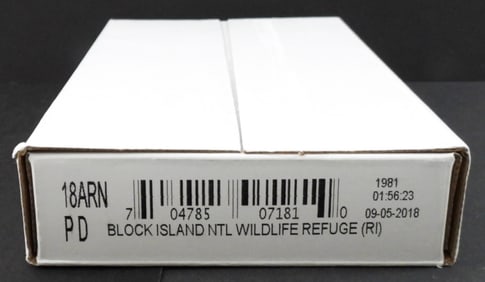 18ARN
PD
7 04785 07181 0
BLOCK ISLAND NTL WILDLIFE REFUGE (RI)
1981
01:56:23
09-05-2018